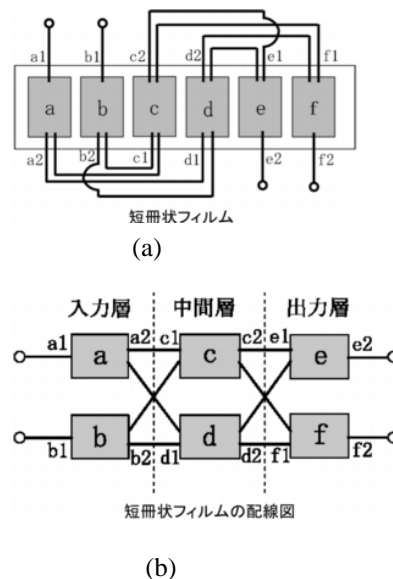 a1 b1 c2 d2 e1 f1
a b c d e f
a2 b2 c1 d1 e2 f2
短冊状フィルム
(a)
入力層 中間層 出力層
a1 a a2 c1 c c2 e1 e e2
b1 b b2 d1 d d2 f1 f f2
短冊状フィルムの配線図
(b)